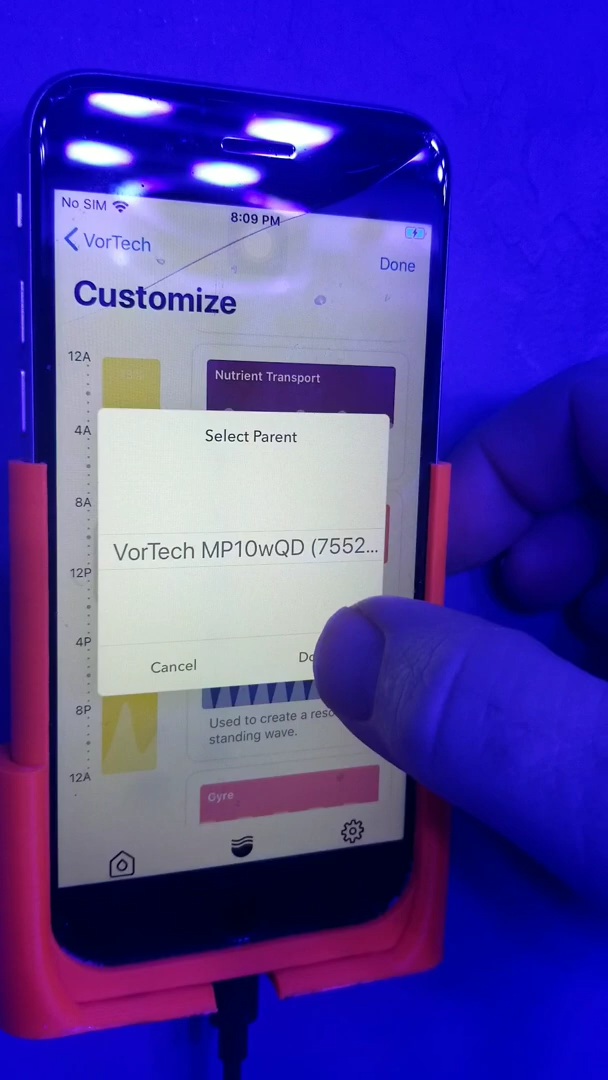 No SIM
8:09 PM
VorTech
Done
Customize
12A
Nutrient Transport
4A
Select Parent
8A
VorTech MP10wQD (7552...
12P
4P
Cancel
8P
Used to create a
standing wave.
12A
Gyre